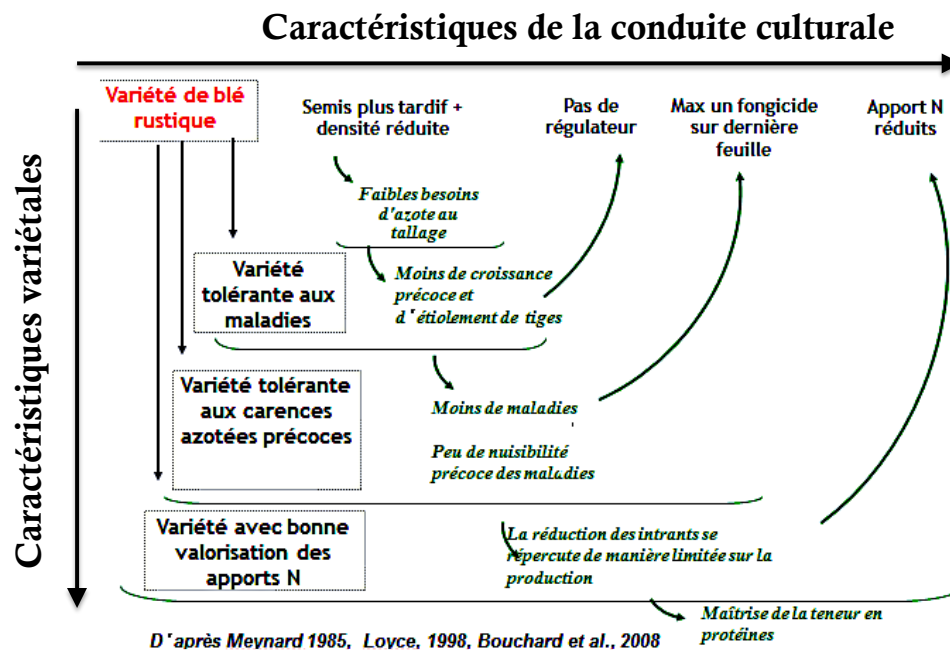 Caractéristiques de la conduite culturale
Caractéristiques variétales
Variété de blé
rustique
Semis plus tardif +
densité réduite
Pas de
régulateur
Max un fongicide
sur dernière
feuille
Apport N
réduits
Faibles besoins
d'azote au
tallage
Variété
tolérante aux
maladies
Moins de croissance
précoce et
d'étiolement de tiges
Variété tolérante
aux carences
azotées précoces
Moins de maladies
Peu de nuisibilité
précoce des maladies
Variété avec bonne
valorisation des
apports N
La réduction des intrants se
répercute de manière limitée sur la
production
Maîtrise de la teneur en
protéines
D'après Meynard 1985, Loyce, 1998, Bouchard et al., 2008